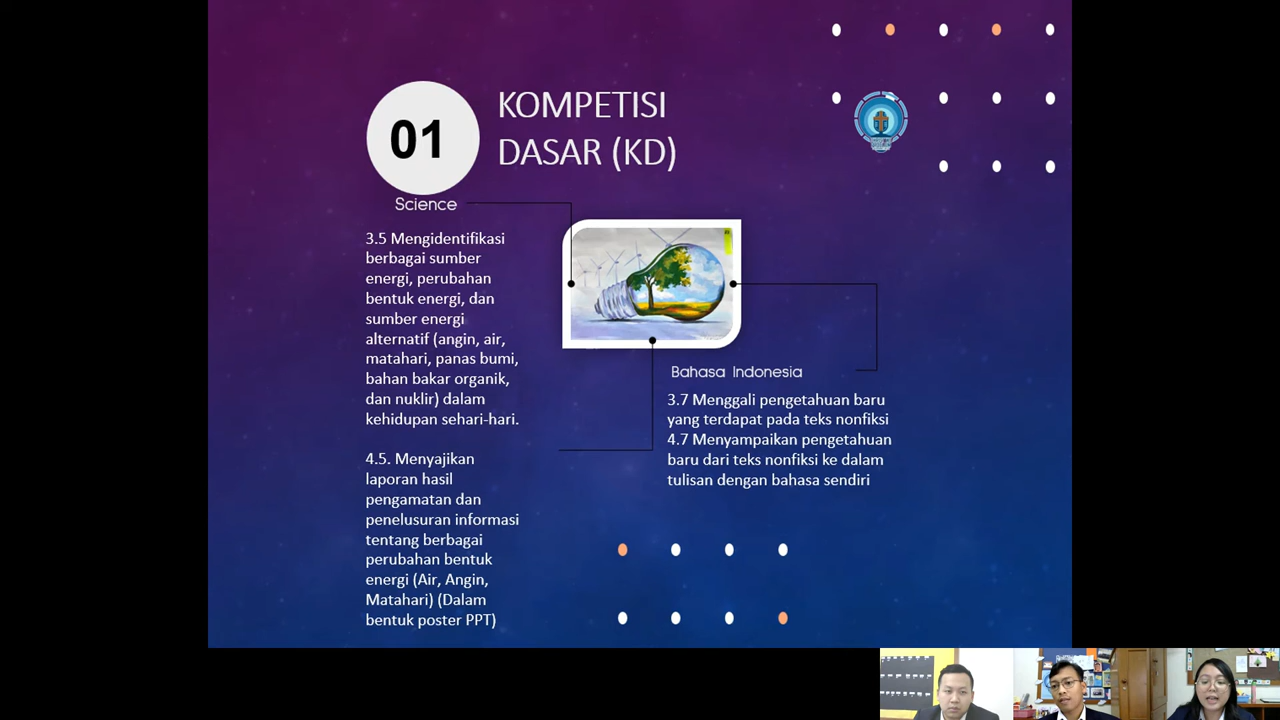 01
KOMPETISI
DASAR (KD)
Science
3.5 Mengidentifikasi
berbagai sumber
energi, perubahan
bentuk energi, dan
sumber energi
alternatif (angin, air,
matahari, panas bumi,
bahan bakar organik,
dan nuklir) dalam
kehidupan sehari-hari.
4.5. Menyajikan
laporan hasil
pengamatan dan
penelusuran informasi
tentang berbagai
perubahan bentuk
energi (Air, Angin,
Matahari) (Dalam
bentuk poster PPT)
Bahasa Indonesia
3.7 Menggali pengetahuan baru
yang terdapat pada teks nonfiksi
4.7 Menyampaikan pengetahuan
baru dari teks nonfiksi ke dalam
tulisan dengan bahasa sendiri